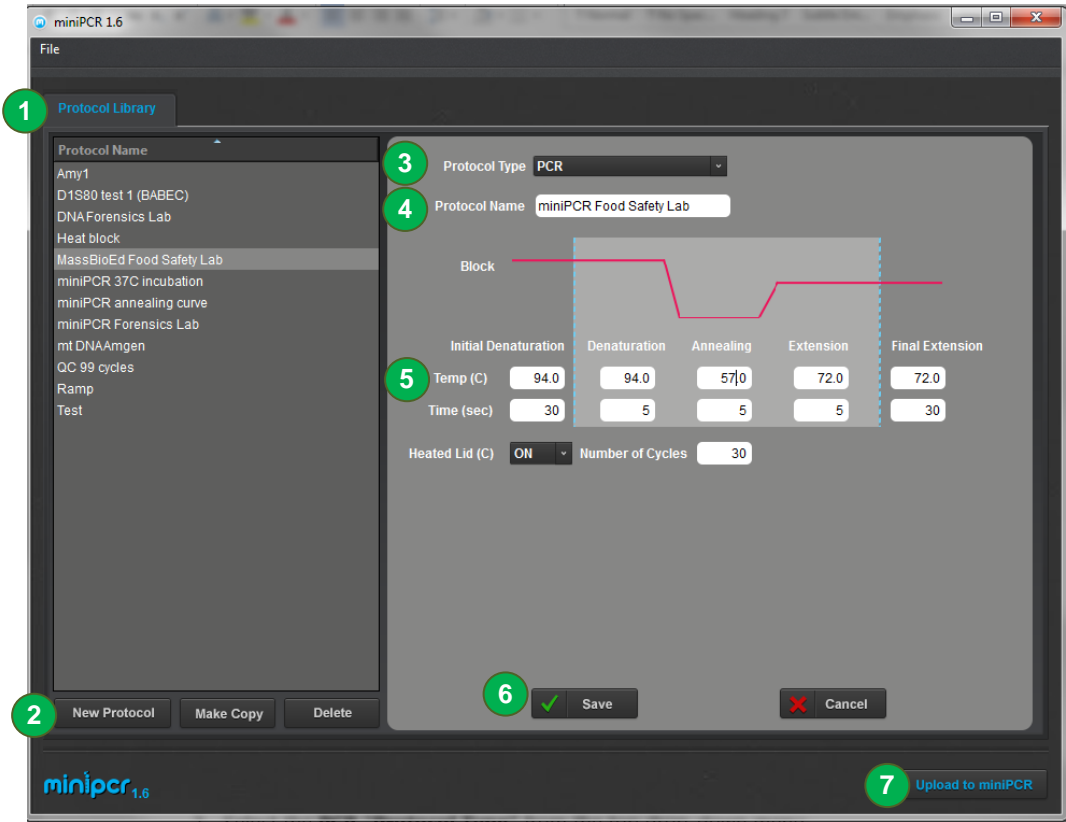 miniPCR 1.6
File
1
Protocol Library
Protocol Name
Amy1
D1S80 test 1 (BABEC)
DNA Forensics Lab
Heat block
MassBioEd Food Safety Lab
miniPCR 37C incubation
miniPCR annealing curve
miniPCR Forensics Lab
mt DNA Amgen
QC 99 cycles
Ramp
Test
2
New Protocol Make Copy Delete
3 Protocol Type PCR
4 Protocol Name miniPCR Food Safety Lab
Block
Initial Denaturation Denaturation Annealing Extension Final Extension
5 Temp (C) 94.0 94.0 57.0 72.0 72.0
Time (sec) 30 5 5 5 30
Heated Lid (C) ON Number of Cycles 30
6 Save Cancel
minipcr 1.6
7 Upload to miniPCR